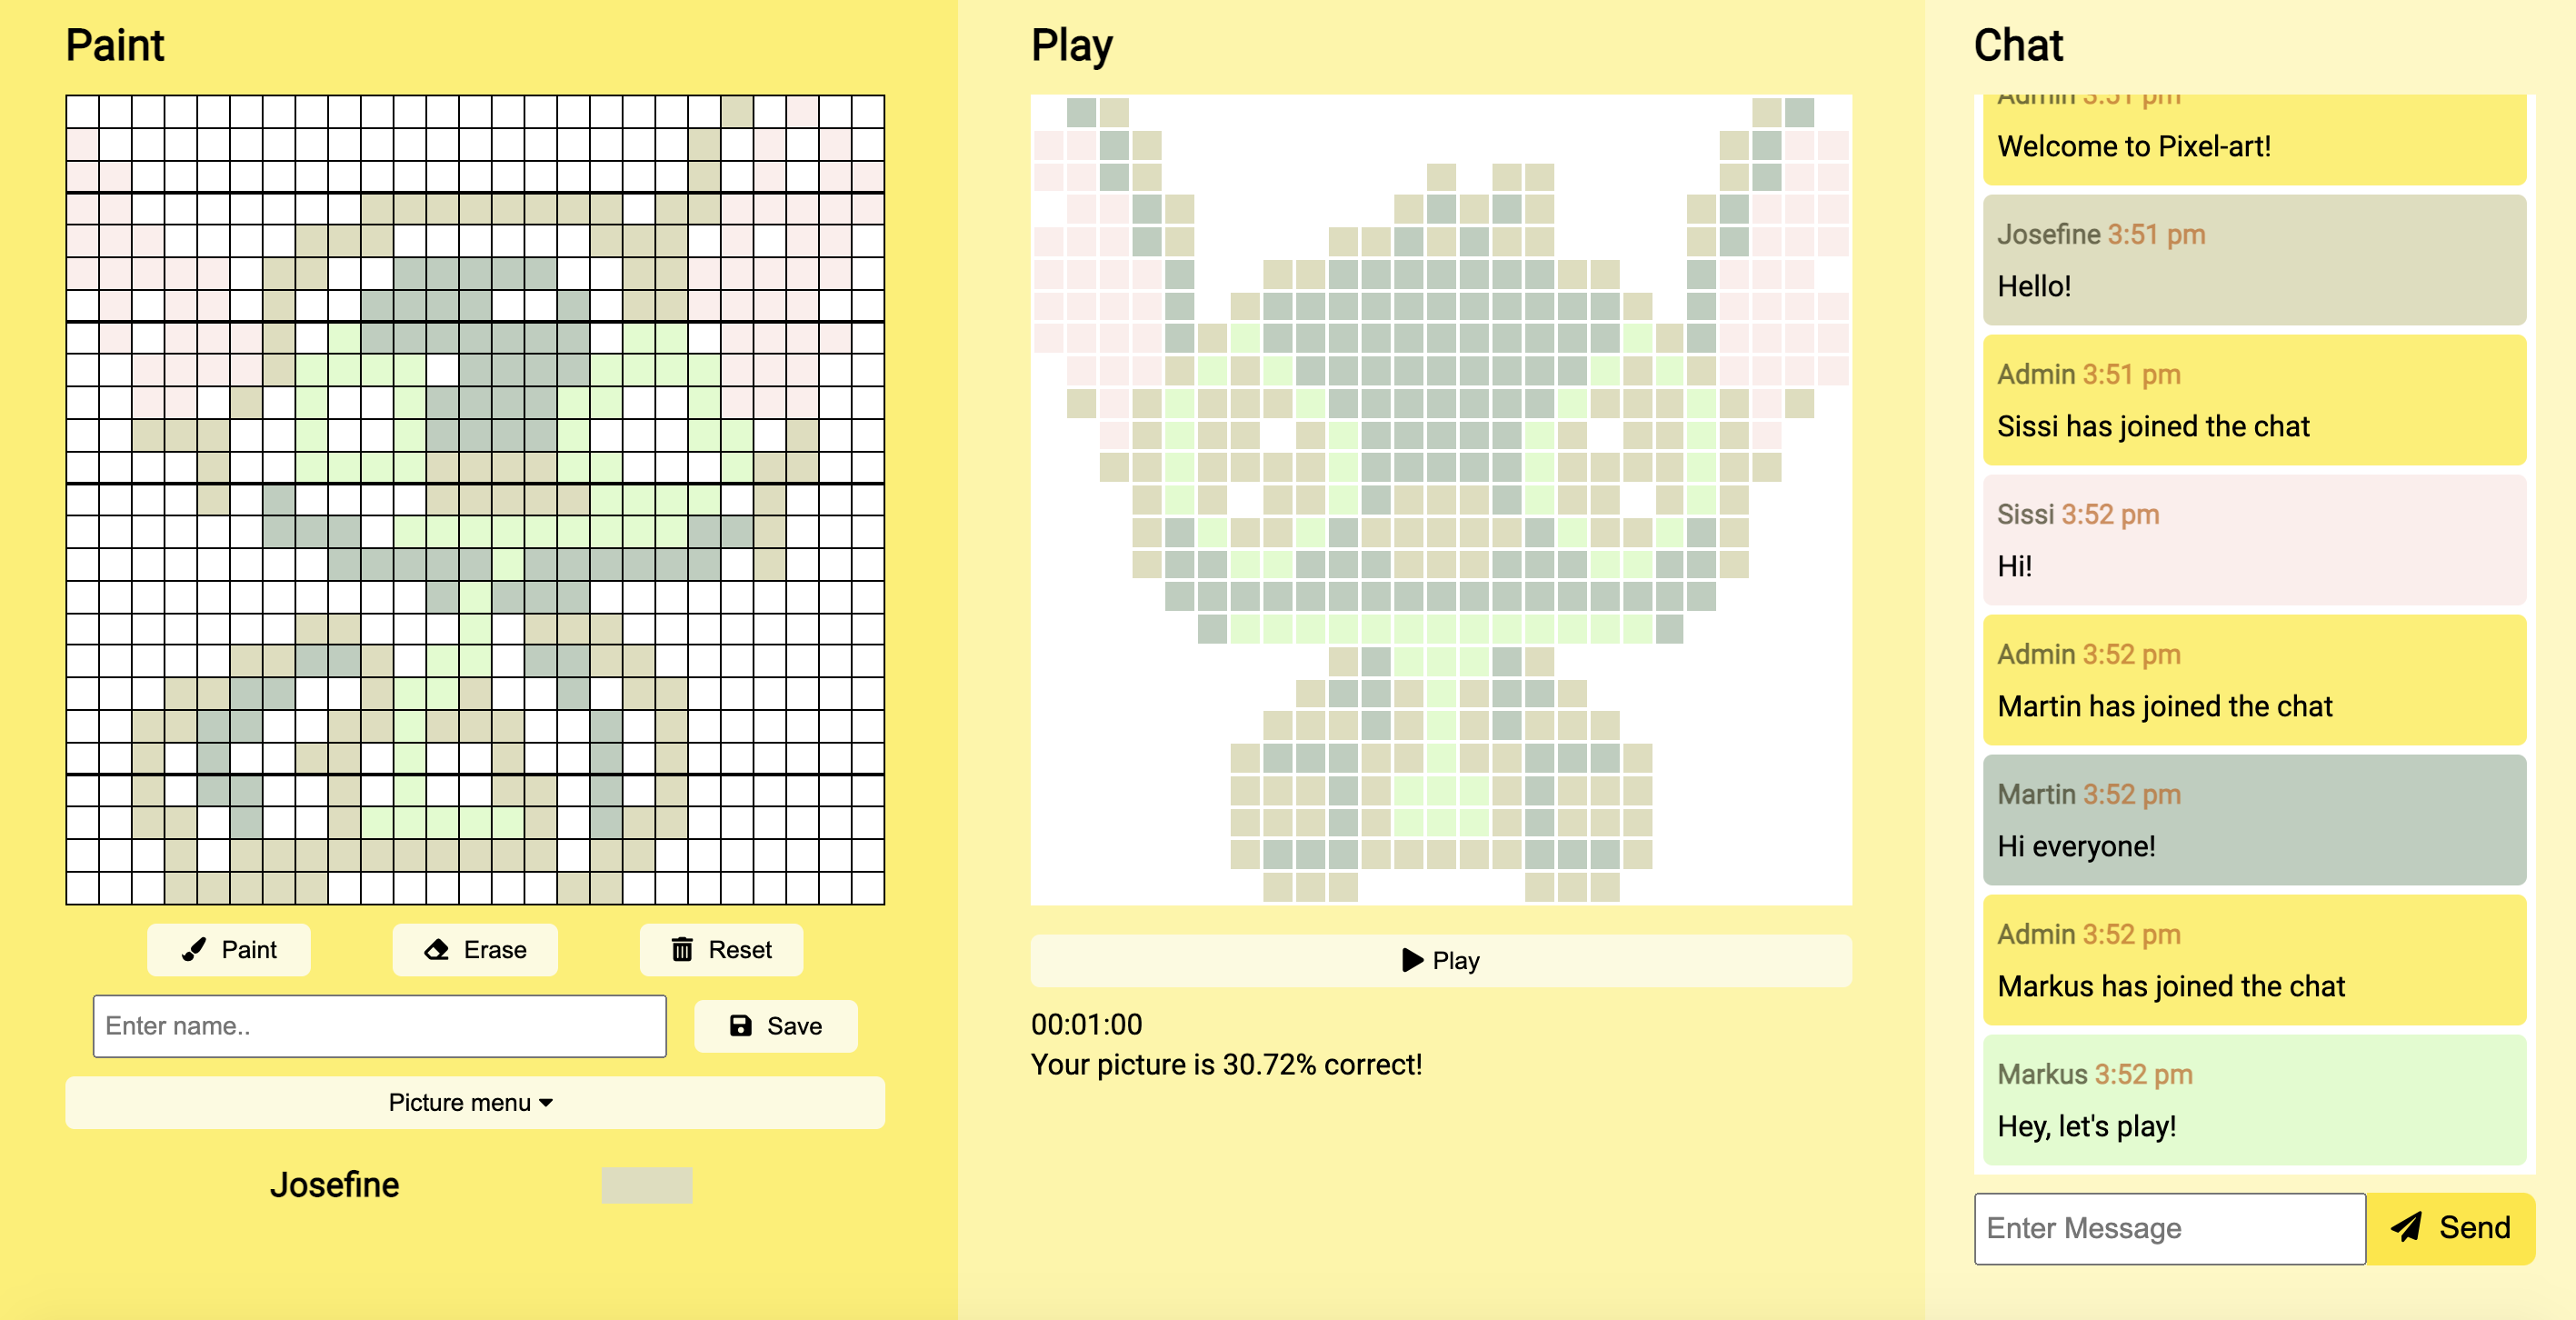 Paint
Paint
Erase
Reset
Enter name..
Save
Picture menu
Josefine
Play
Play
00:01:00
Your picture is 30.72% correct!
Chat
Admin 3:51 pm
Welcome to Pixel-art!
Josefine 3:51 pm
Hello!
Admin 3:51 pm
Sissi has joined the chat
Sissi 3:52 pm
Hi!
Admin 3:52 pm
Martin has joined the chat
Martin 3:52 pm
Hi everyone!
Admin 3:52 pm
Markus has joined the chat
Markus 3:52 pm
Hey, let's play!
Enter Message
Send